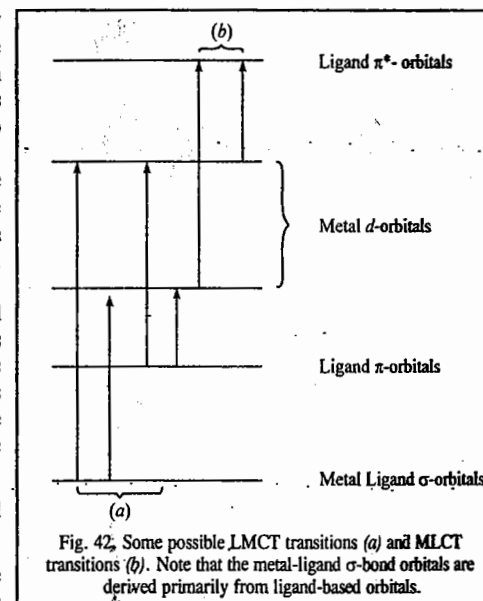 (b)
Ligand π*- orbitals
Metal d-orbitals
Ligand π-orbitals
Metal Ligand σ-orbitals
(a)
Fig. 42, Some possible LMCT transitions (a) and MLCT
transitions (b). Note that the metal-ligand σ-bond orbitals are
derived primarily from ligand-based orbitals.